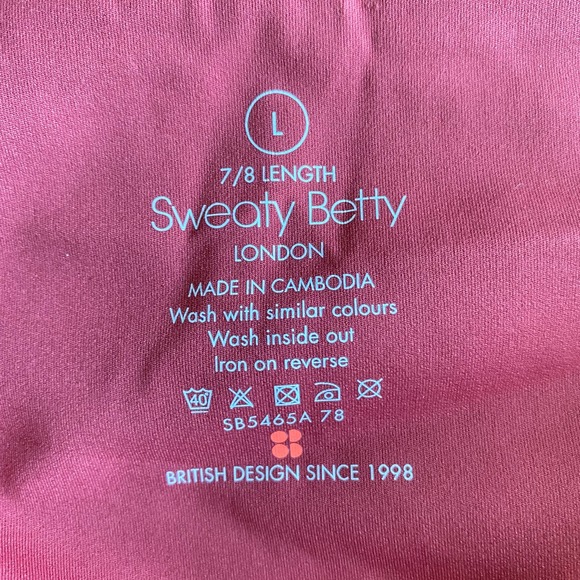 L
7/8 LENGTH
Sweaty Betty
LONDON
MADE IN CAMBODIA
Wash with similar colours
Wash inside out
Iron on reverse
40°
SB5465A 78
BRITISH DESIGN SINCE 1998